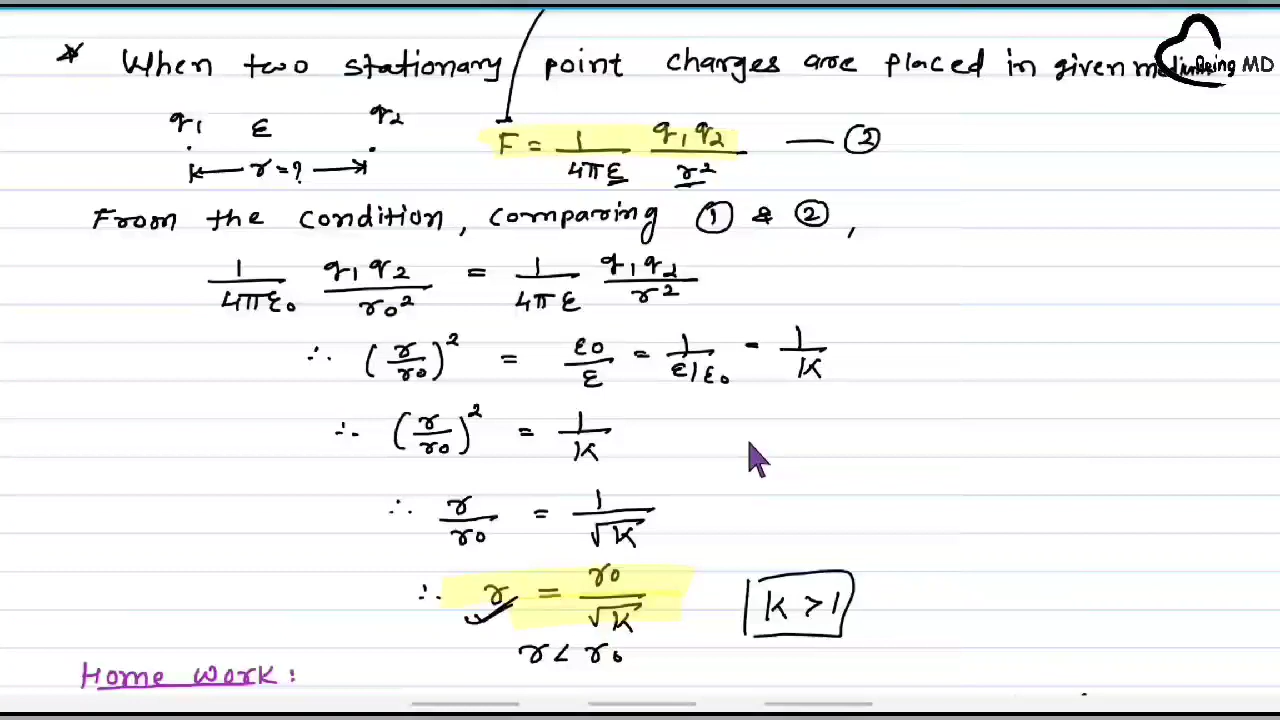 * When two stationary point charges are placed in given
MD
q₁ ε q₂
r = ?
F = 1/4πε q₁q₂/r² — ②
From the condition, comparing ① & ②,
1/4πε₀ q₁q₂/r₀² = 1/4πε q₁q₂/r²
∴ (r/r₀)² = ε₀/ε = 1/ε/ε₀ = 1/K
∴ (r/r₀)² = 1/K
∴ r/r₀ = 1/√K
∴ r = r₀/√K
K > 1
r < r₀
Home work: